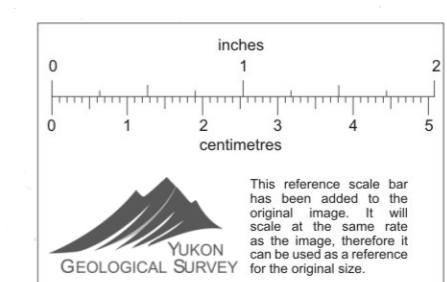 inches
0 1 2
0 1 2 3 4 5
centimetres
This reference scale bar
has been added to the
original image. It will
scale at the same rate
as the image, therefore it
can be used as a reference
for the original size.
YUKON
GEOLOGICAL SURVEY